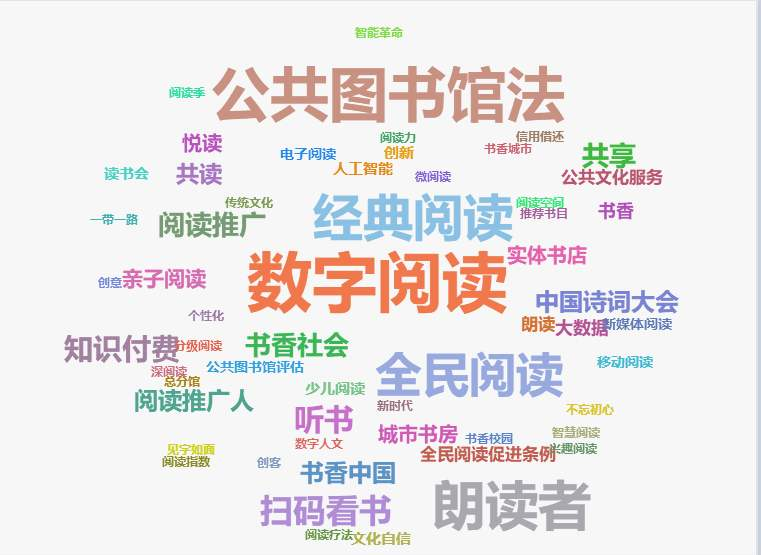 智能革命
公共图书馆法
阅读季
悦读
阅读力
创新
信用借还
书香城市
共享
电子阅读
人工智能
读书会
共读
微阅读
公共文化服务
传统文化
一带一路
阅读推广
经典阅读
阅读空间
推荐书目
书香
数字阅读
实体书店
创意
亲子阅读
中国诗词大会
个性化
朗读
大数据
新媒体阅读
知识付费
分级阅读
书香社会
公共图书馆评估
全民阅读
移动阅读
深阅读
总分馆
少儿阅读
阅读推广人
新时代
不忘初心
听书
城市书房
书香校园
智慧阅读
数字人文
全民阅读促进条例
兴趣阅读
见字如面
阅读指数
创客
书香中国
扫码看书
朗读者
阅读疗法
文化自信